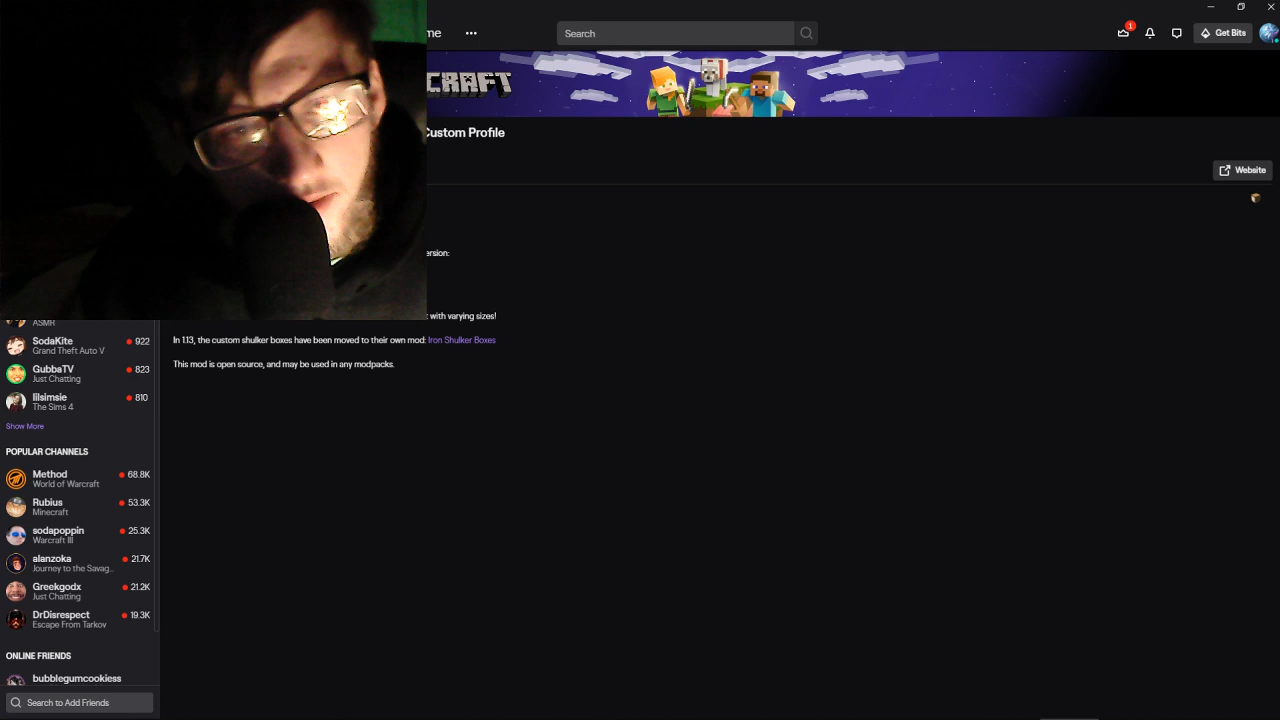 me
Search
1
Get Bits
CRAFT
Custom Profile
Website
ersion:
t with varying sizes!
In 1.13, the custom shulker boxes have been moved to their own mod: Iron Shulker Boxes
This mod is open source, and may be used in any modpacks.
ASMR
SodaKite 922
Grand Theft Auto V
GubbaTV 823
Just Chatting
lilsimsie 810
The Sims 4
Show More
POPULAR CHANNELS
Method 68.8K
World of Warcraft
Rubius 53.3K
Minecraft
sodapoppin 25.3K
Warcraft III
alanzoka 21.7K
Journey to the Savag...
Greekgodx 21.2K
Just Chatting
DrDisrespect 19.3K
Escape From Tarkov
ONLINE FRIENDS
bubblegumcookiess
Search to Add Friends